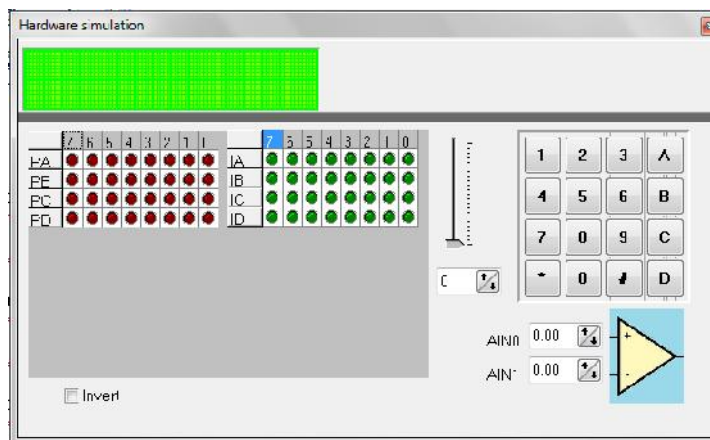 Hardware simulation
7 6 5 4 3 2 1
7 5 5 4 3 2 1 0
PA
IA
PE
IB
PC
IC
PD
ID
1 2 3 A
4 5 6 B
7 0 9 C
* 0 # D
AIN0 0.00
AIN1 0.00
+
-
Invert